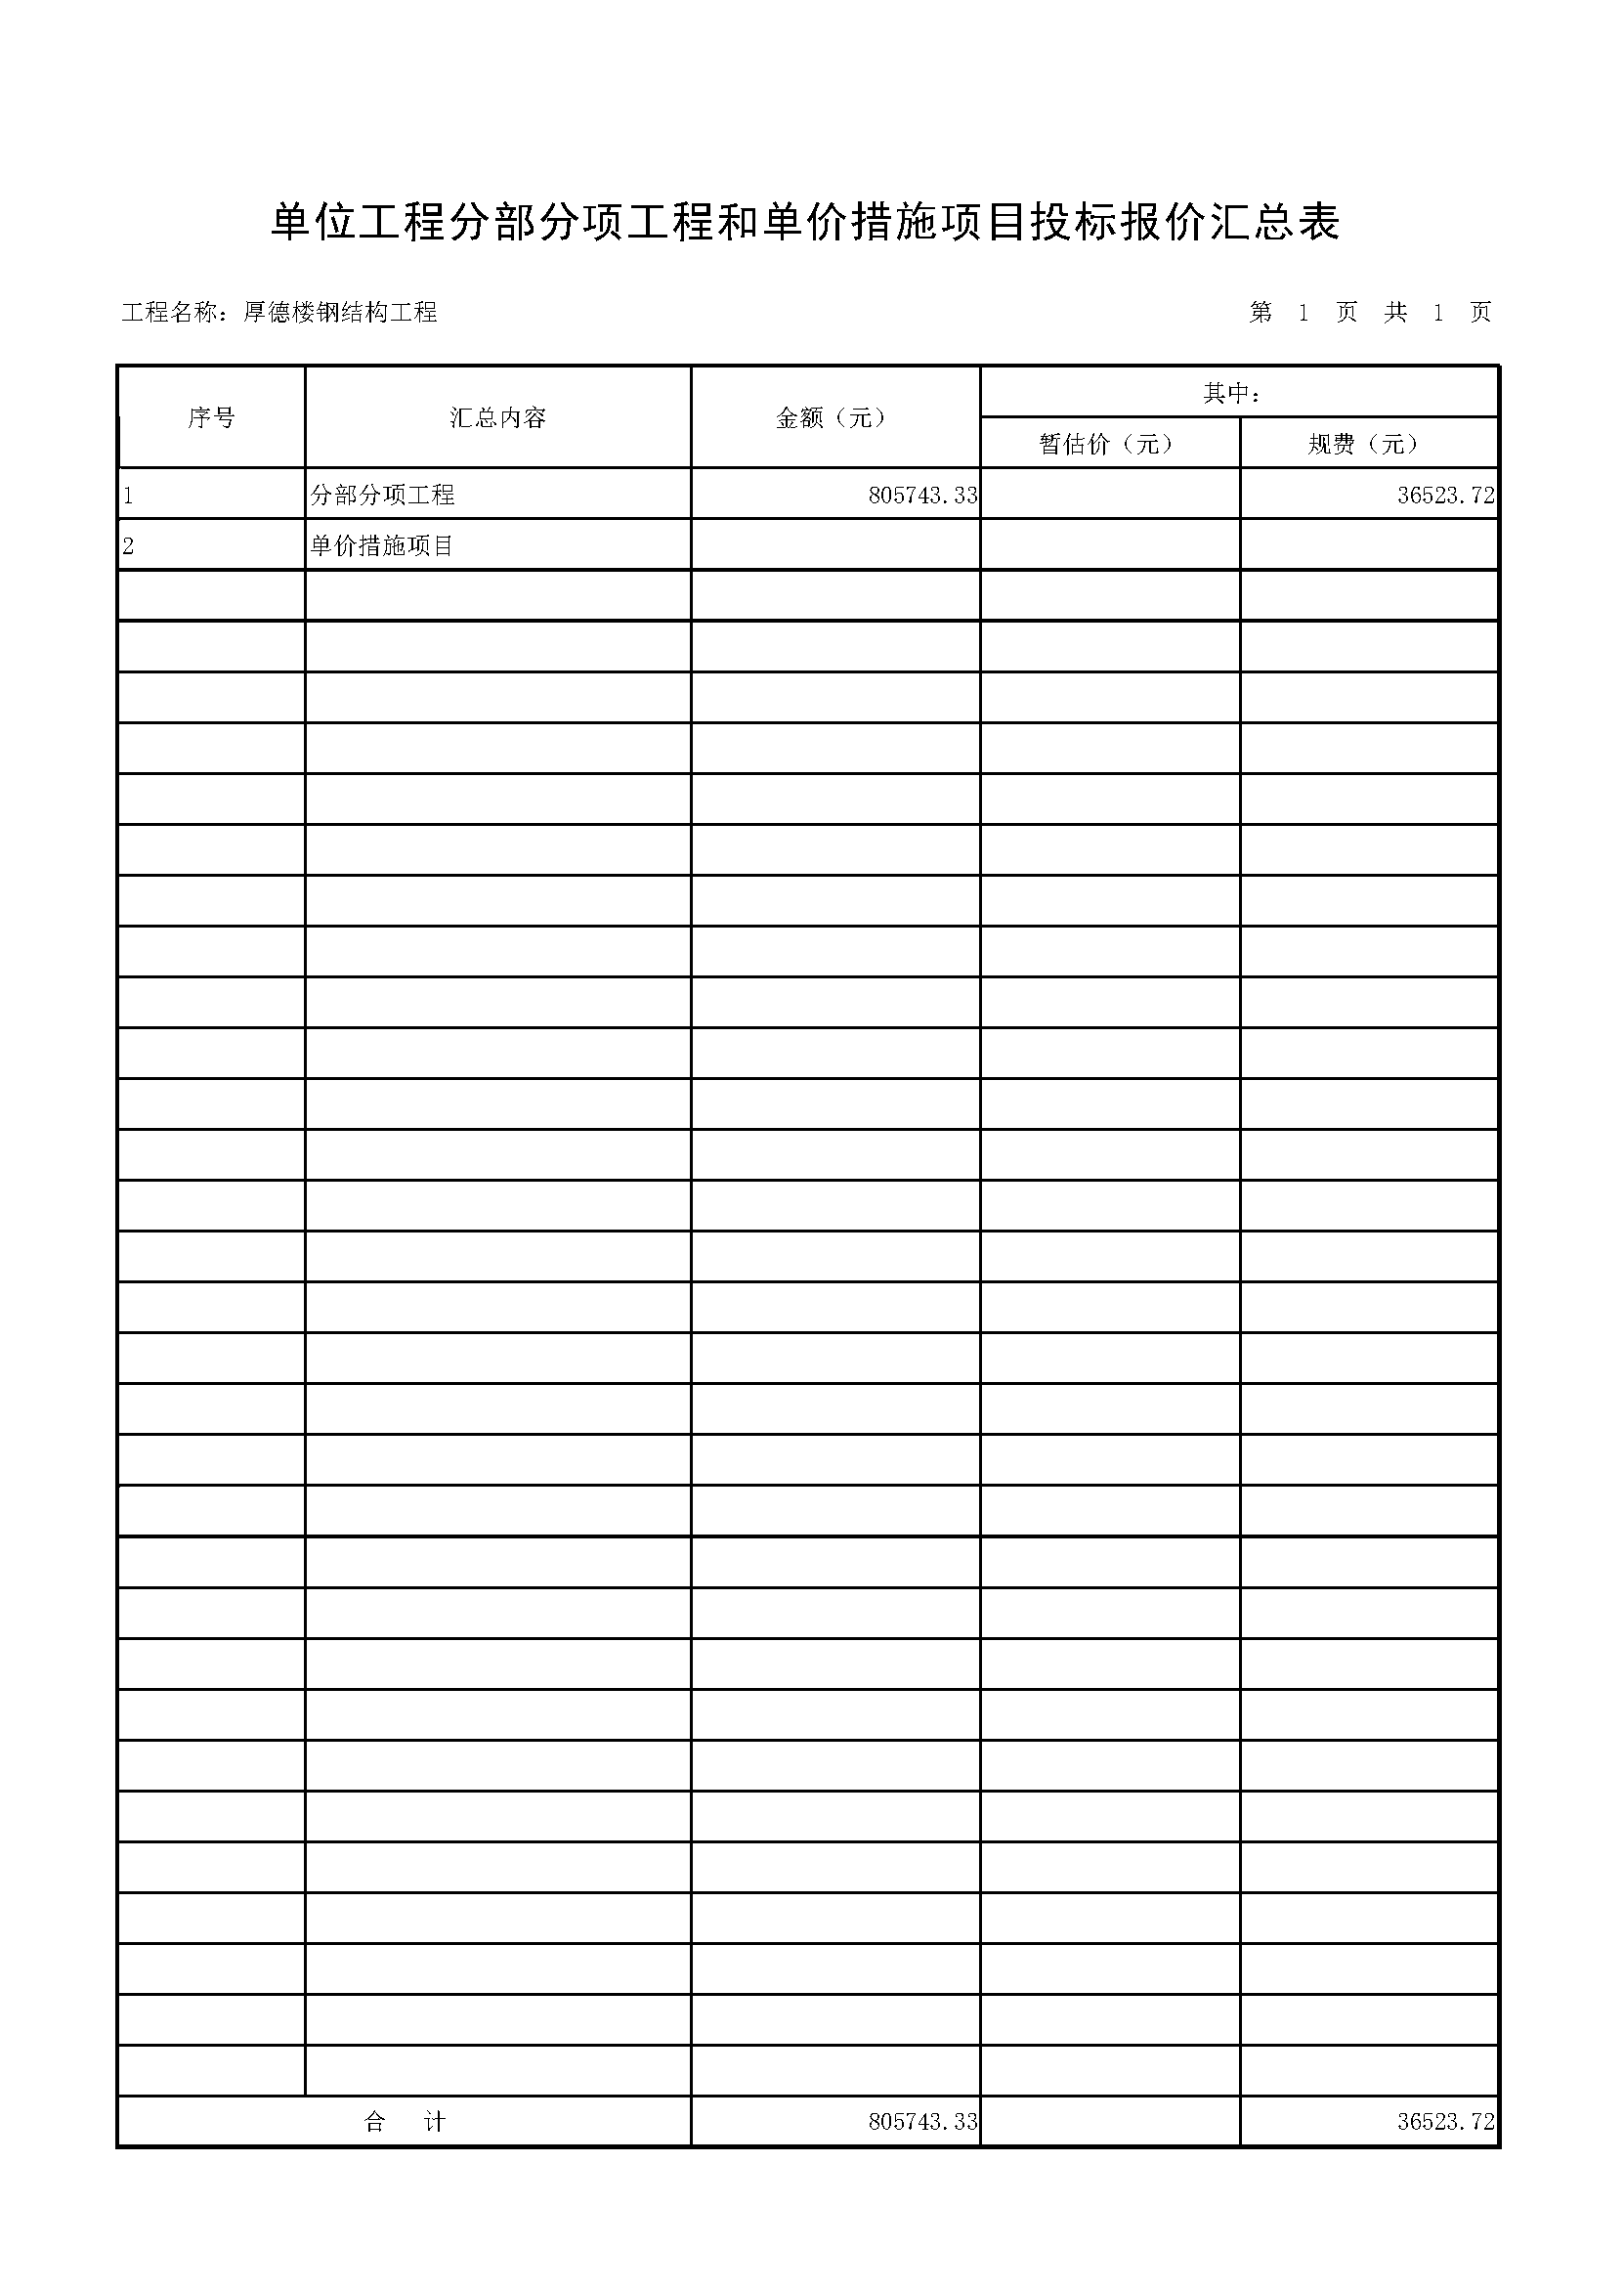 单位工程分部分项工程和单价措施项目投标报价汇总表
工程名称：厚德楼钢结构工程 第 1 页 共 1 页
序号 汇总内容 金额（元） 其中：
暂估价（元） 规费（元）
1 分部分项工程 805743.33 36523.72
2 单价措施项目
合 计 805743.33 36523.72